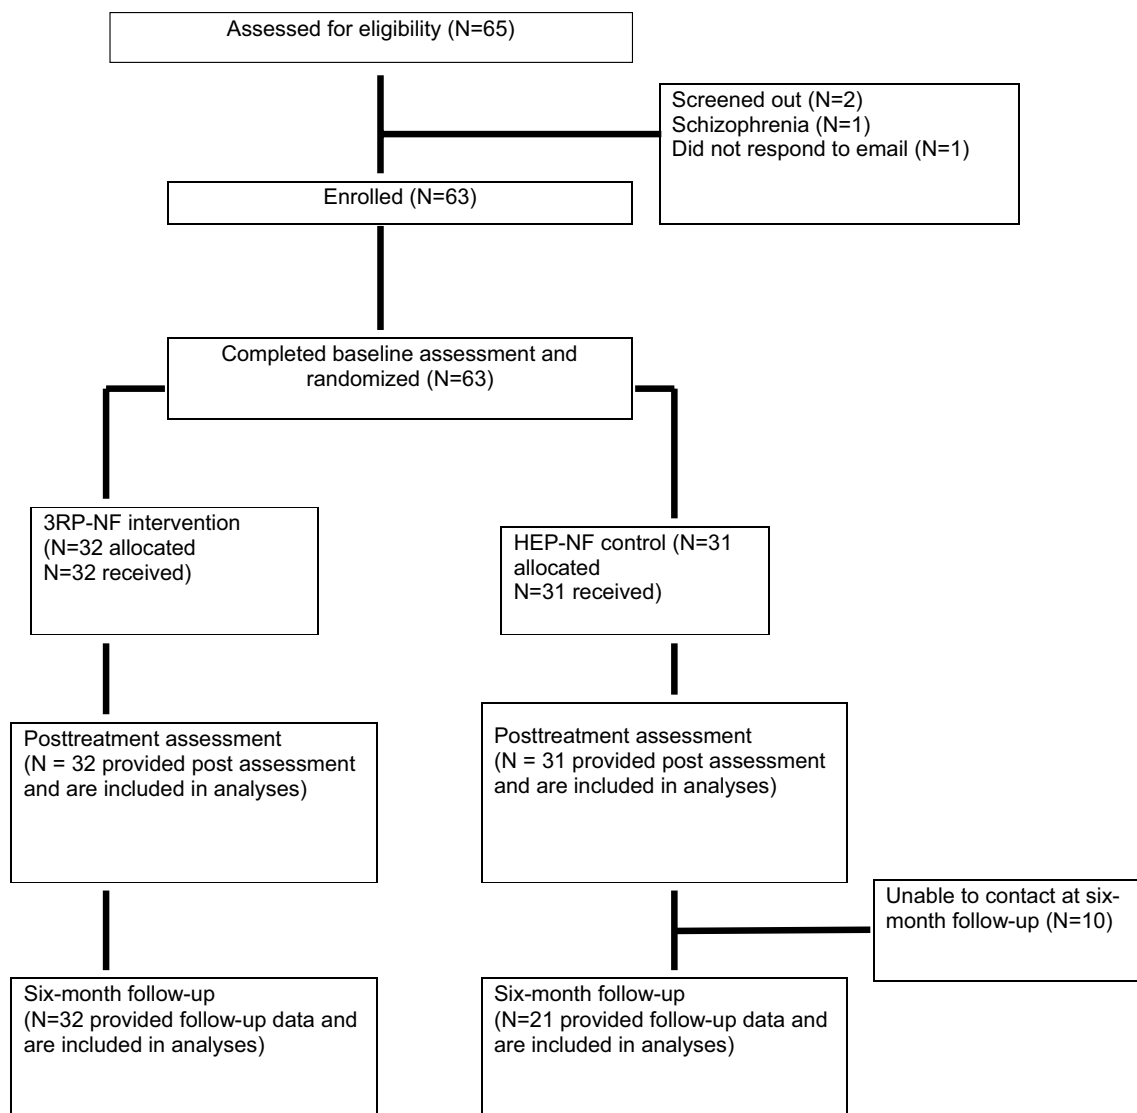 Assessed for eligibility (N=65)
Screened out (N=2)
Schizophrenia (N=1)
Did not respond to email (N=1)
Enrolled (N=63)
Completed baseline assessment and
randomized (N=63)
3RP-NF intervention
(N=32 allocated
N=32 received)
HEP-NF control (N=31
allocated
N=31 received)
Posttreatment assessment
(N = 32 provided post assessment
and are included in analyses)
Posttreatment assessment
(N = 31 provided post assessment
and are included in analyses)
Unable to contact at six-
month follow-up (N=10)
Six-month follow-up
(N=32 provided follow-up data and
are included in analyses)
Six-month follow-up
(N=21 provided follow-up data and
are included in analyses)